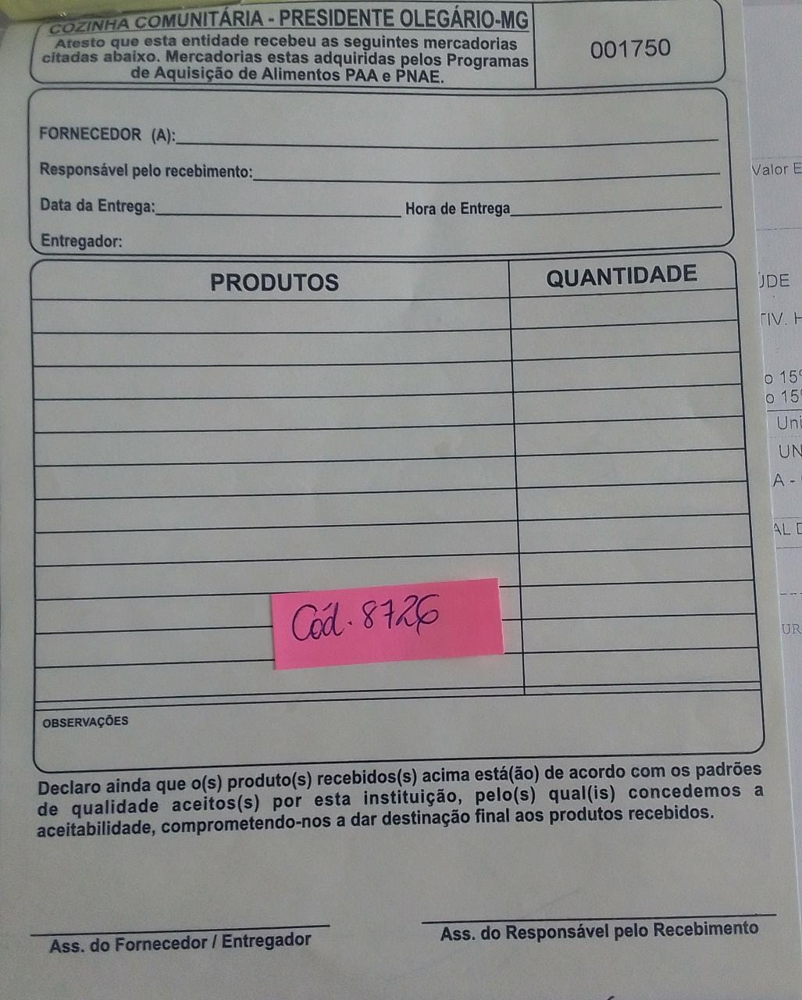 COZINHA COMUNITÁRIA - PRESIDENTE OLEGÁRIO-MG
Atesto que esta entidade recebeu as seguintes mercadorias
citadas abaixo. Mercadorias estas adquiridas pelos Programas
de Aquisição de Alimentos PAA e PNAE.
001750
FORNECEDOR (A):
Responsável pelo recebimento:
Data da Entrega: Hora de Entrega
Entregador:
PRODUTOS QUANTIDADE
Cód. 8726
OBSERVAÇÕES
Declaro ainda que o(s) produto(s) recebidos(s) acima está(ão) de acordo com os padrões
de qualidade aceitos(s) por esta instituição, pelo(s) qual(is) concedemos a
aceitabilidade, comprometendo-nos a dar destinação final aos produtos recebidos.
Ass. do Fornecedor / Entregador
Ass. do Responsável pelo Recebimento
Valor E
TIV. H
o 15º
o 15º
Uni
UN
A -
AL D
UR